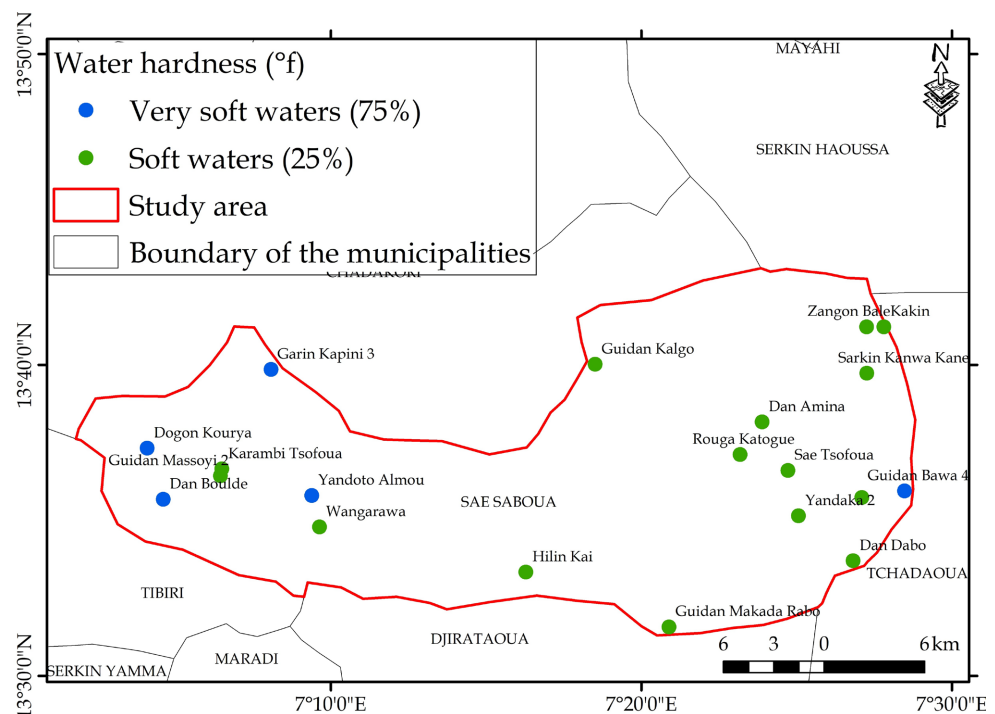 13°50'0"N
13°40'0"N
13°30'0"N
Water hardness (°f)
Very soft waters (75%)
Soft waters (25%)
Study area
Boundary of the municipalities
MAYAHI
N
SERKIN HAOUSSA
CHADAKORI
Zangon Bale
Kakin
Garin Kapini 3
Guidan Kalgo
Sarkin Kanwa Kane
Dan Amina
Dogon Kourya
Rouga Katogue
Guidan Massoyi 2
Karambi Tsofoua
Sae Tsofoua
Dan Boulde
Yandoto Almou
Guidan Bawa 4
SAE SABOUA
Yandaka 2
Wangarawa
Hilin Kai
Dan Dabo
TCHADAOUA
TIBIRI
Guidan Makada Rabo
DJIRATAOUA
SERKIN YAMMA
MARADI
6 3 0 6 km
7°10'0"E 7°20'0"E 7°30'0"E